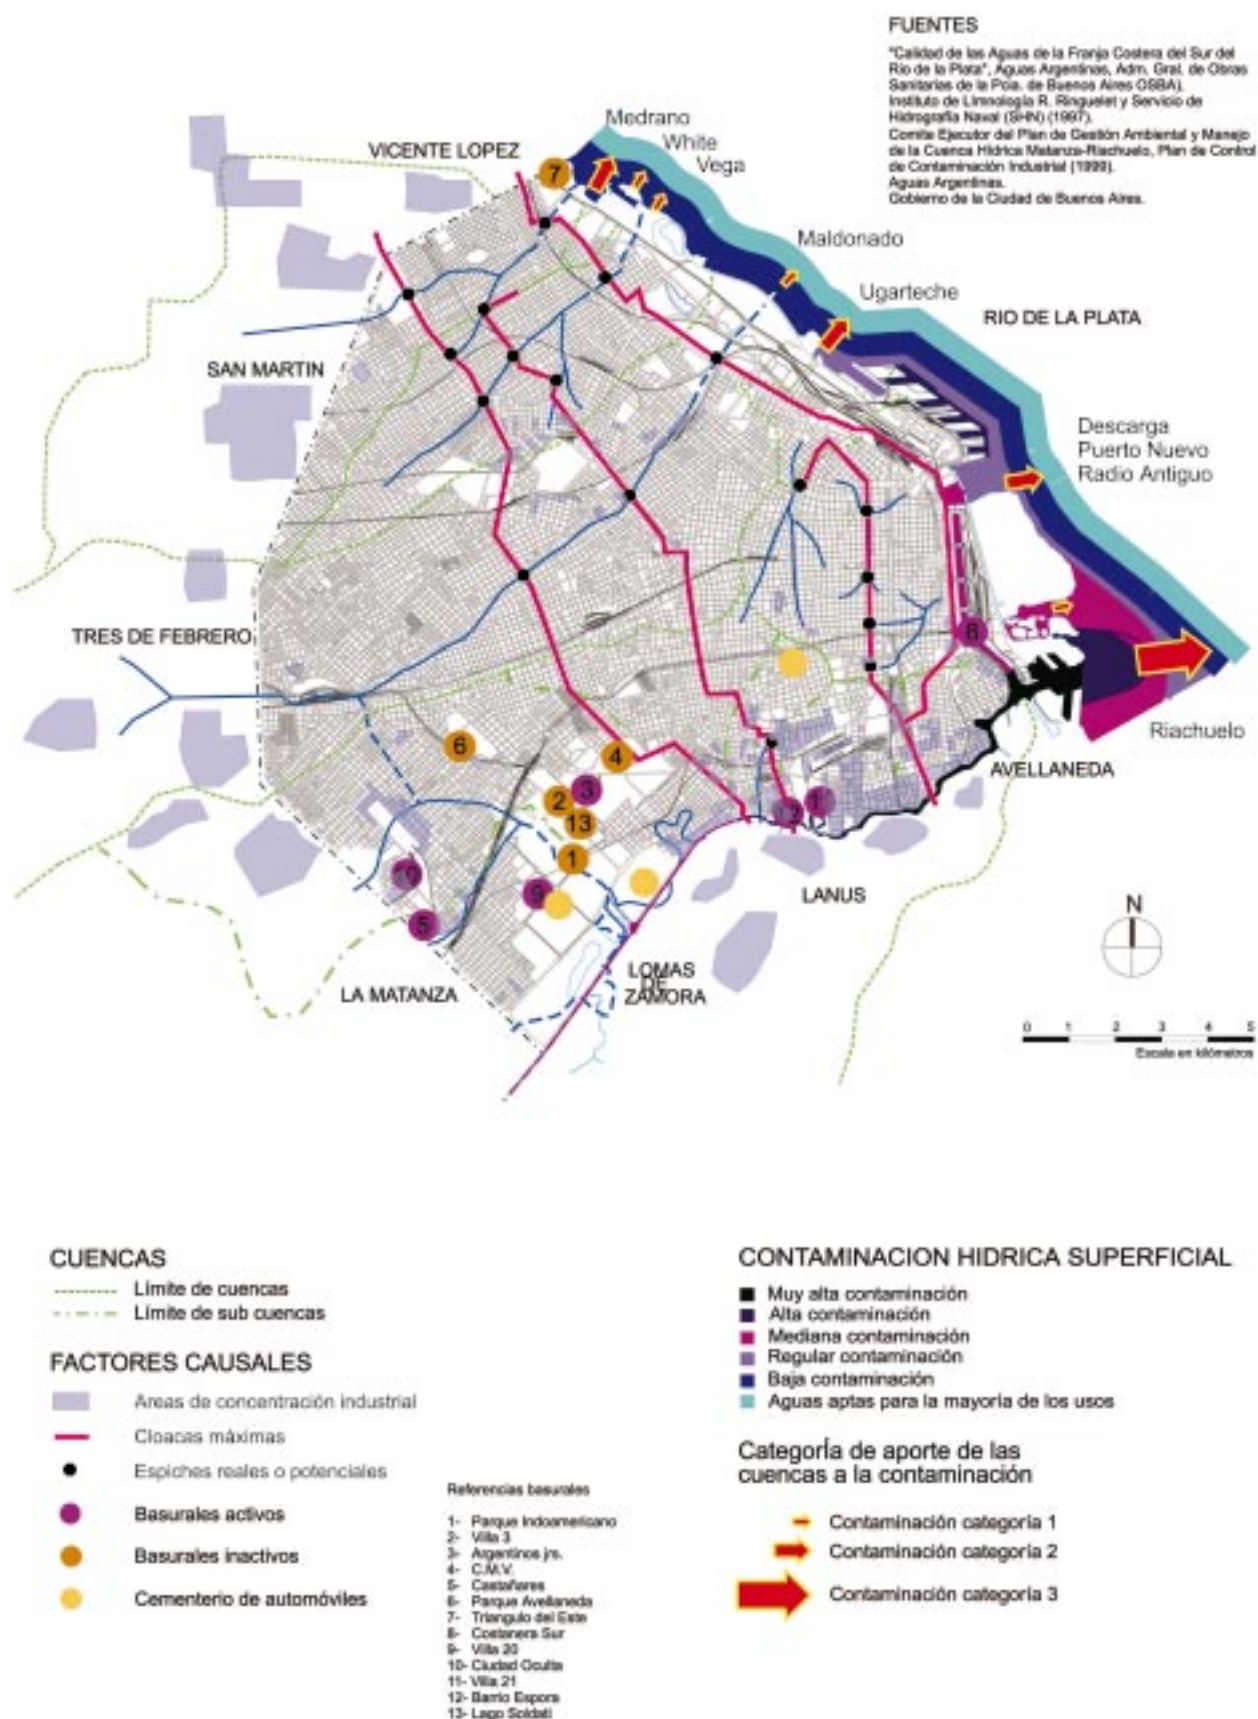 FUENTES
"Calidad de las Aguas de la Franja Costera del Sur del
Río de la Plata", Aguas Argentinas, Adm. Gral. de Obras
Sanitarias de la Pcia. de Buenos Aires OSBA),
Instituto de Limnología R. Ringuelet y Servicio de
Hidrografía Naval (SHN) (1997).
Comite Ejecutor del Plan de Gestión Ambiental y Manejo
de la Cuenca Hídrica Matanza-Riachuelo, Plan de Control
de Contaminación Industrial (1999).
Aguas Argentinas.
Gobierno de la Ciudad de Buenos Aires.
Medrano
White
Vega
VICENTE LOPEZ
7
Maldonado
Ugarteche
RIO DE LA PLATA
SAN MARTIN
Descarga
Puerto Nuevo
Radio Antiguo
TRES DE FEBRERO
8
Riachuelo
AVELLANEDA
6
4
3
2
13
12
1
10
9
5
LANUS
LA MATANZA
LOMAS
DE
ZAMORA
N
0 1 2 3 4 5
Escala en kilómetros
CUENCAS
Límite de cuencas
Límite de sub cuencas
FACTORES CAUSALES
Areas de concentración industrial
Cloacas máximas
Espiches reales o potenciales
Basurales activos
Basurales inactivos
Cementerio de automóviles
Referencias basurales
1- Parque Indoamericano
2- Villa 3
3- Argentinos jrs.
4- C.M.V.
5- Castañares
6- Parque Avellaneda
7- Triangulo del Este
8- Costanera Sur
9- Villa 20
10- Ciudad Oculta
11- Villa 21
12- Barrio Espora
13- Lago Soldati
CONTAMINACION HIDRICA SUPERFICIAL
Muy alta contaminación
Alta contaminación
Mediana contaminación
Regular contaminación
Baja contaminación
Aguas aptas para la mayoría de los usos
Categoría de aporte de las
cuencas a la contaminación
Contaminación categoría 1
Contaminación categoría 2
Contaminación categoría 3